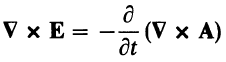 ∇ × E = − ∂/∂t (∇ × A)